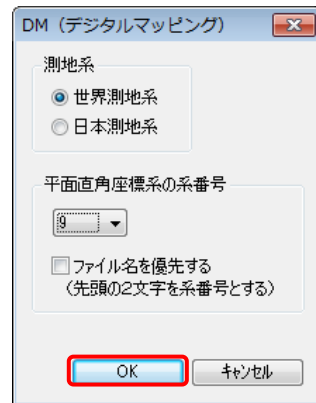 DM（デジタルマッピング）
測地系
世界測地系
日本測地系
平面直角座標系の系番号
9
ファイル名を優先する
（先頭の2文字を系番号とする）
OK
キャンセル